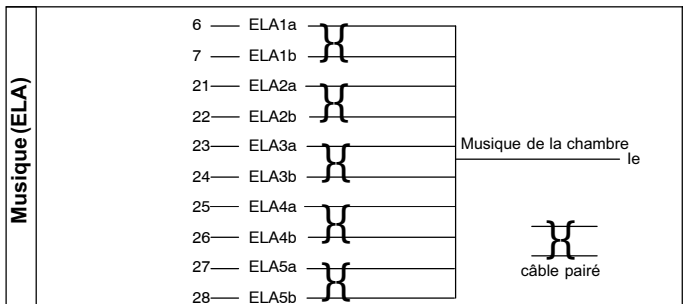 Musique (ELA)
6 ELA1a
7 ELA1b
21 ELA2a
22 ELA2b
23 ELA3a
Musique de la chambre
le
24 ELA3b
25 ELA4a
26 ELA4b
27 ELA5a
câble pairé
28 ELA5b